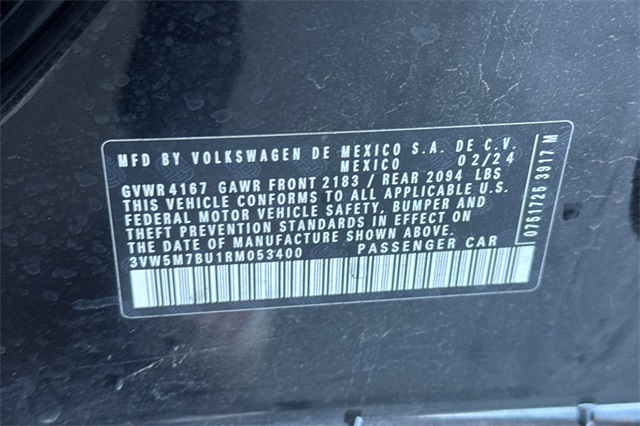 MFD BY VOLKSWAGEN DE MEXICO S.A. DE C.V.
MEXICO 02/24
GVWR 4167 GAWR FRONT 2183 / REAR 2094 LBS
THIS VEHICLE CONFORMS TO ALL APPLICABLE
FEDERAL MOTOR VEHICLE SAFETY, BUMPER AND
THEFT PREVENTION STANDARDS IN EFFECT ON
THE DATE OF MANUFACTURE SHOWN ABOVE.
3VW5M7BU1RM053400 PASSENGER CAR
0751726 3917 M